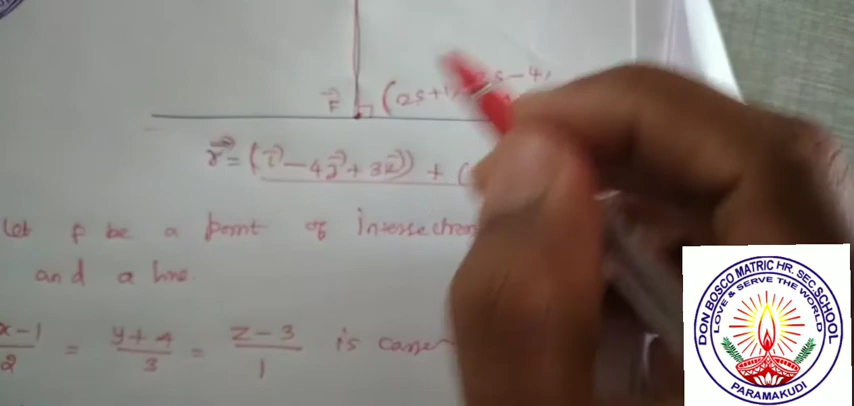 F (2s+1, s-4,
r = (i - 4j + 3k) + (
Let F be a point of intersection
and a line
x-1/2 = y+4/3 = z-3/1 is
DON BOSCO MATRIC HR. SEC. SCHOOL
LOVE & SERVE THE WORLD
PARAMAKUDI